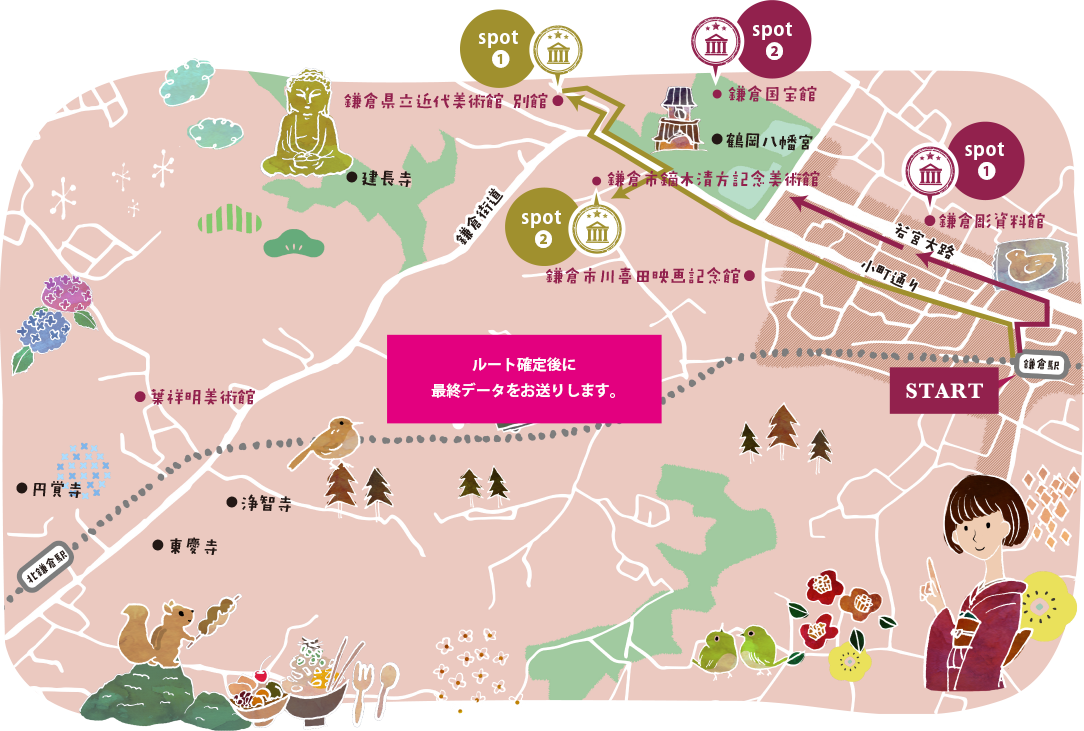 spot
1
spot
2
鎌倉県立近代美術館 別館
鎌倉国宝館
鶴岡八幡宮
spot
1
建長寺
鎌倉市鏑木清方記念美術館
鎌倉彫資料館
鎌倉街道
spot
2
若宮大路
小町通り
鎌倉市川喜田映画記念館
ルート確定後に
最終データをお送りします。
鎌倉駅
START
葉祥明美術館
円覚寺
浄智寺
東慶寺
北鎌倉駅